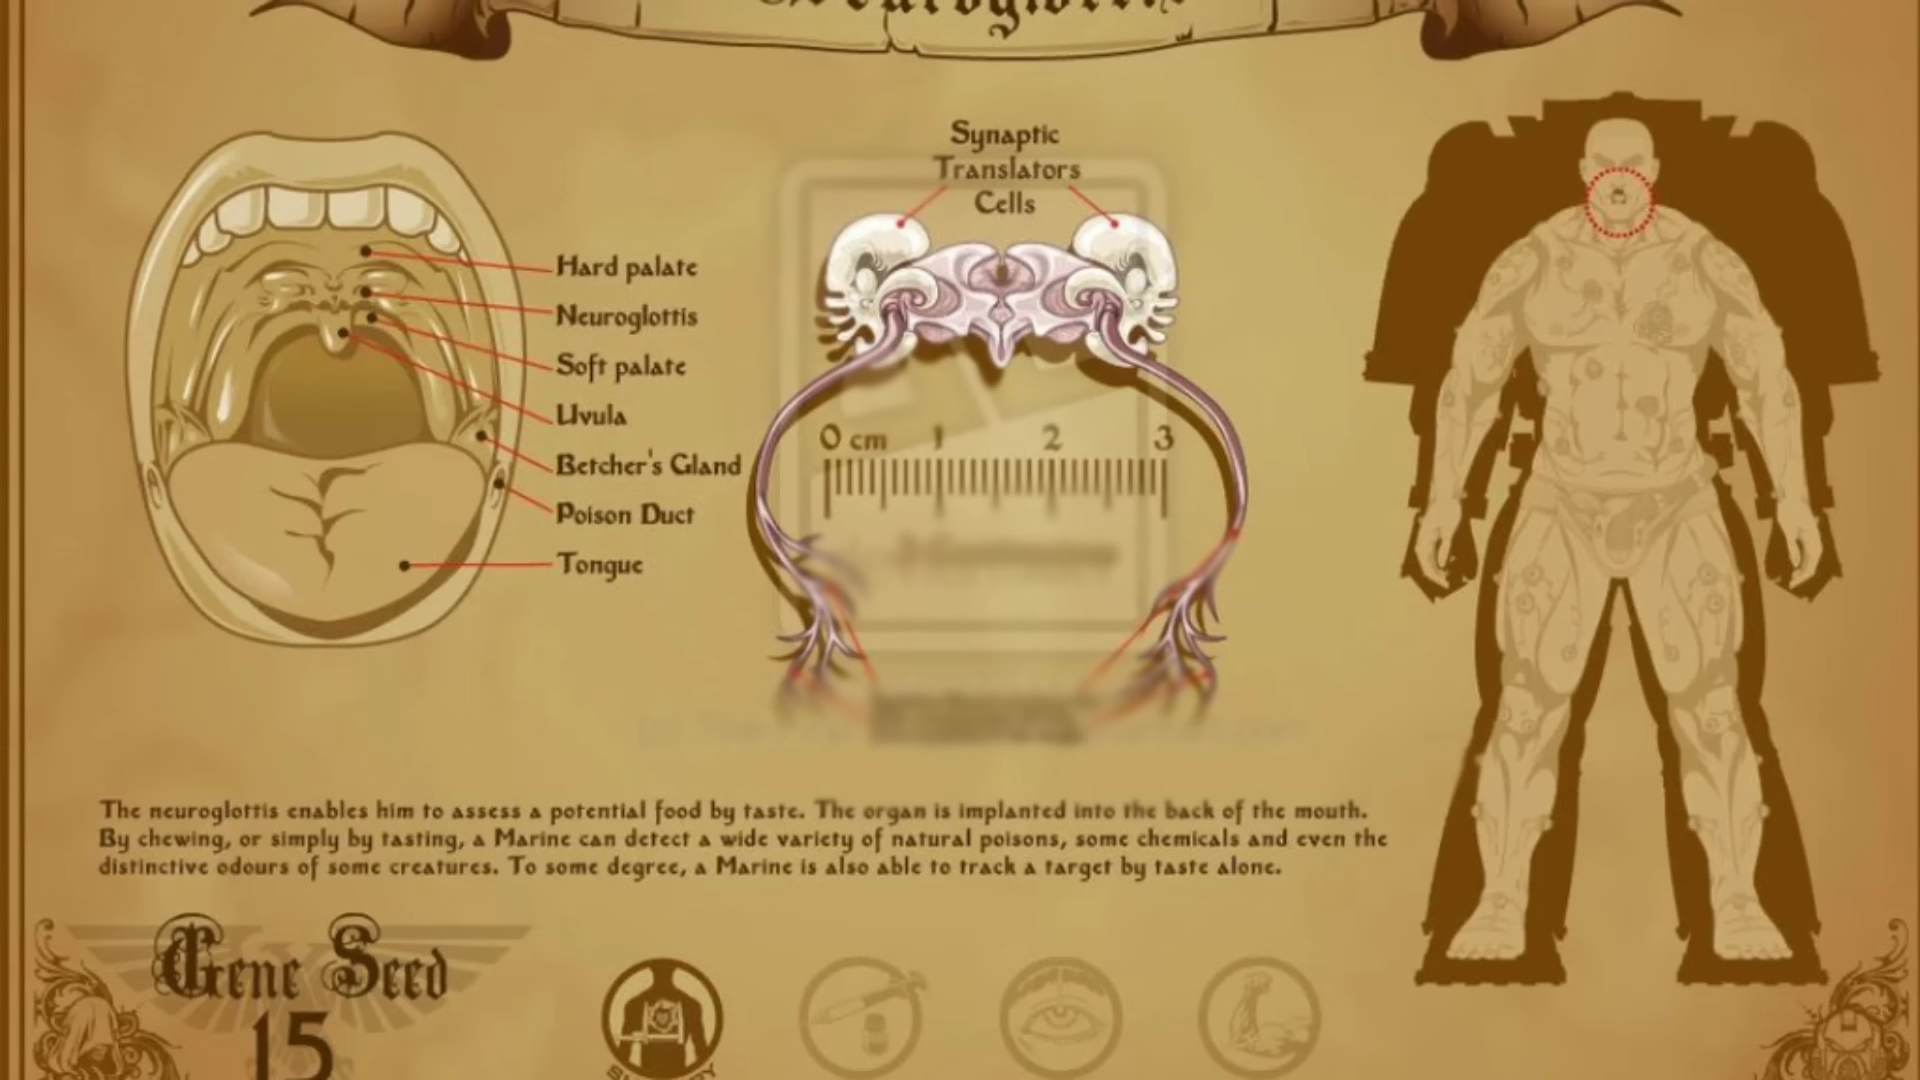 Neuroglottis
Synaptic
Translators
Cells
Hard palate
Neuroglottis
Soft palate
Uvula
Betcher's Gland
Poison Duct
Tongue
0 cm 1 2 3
The neuroglottis enables him to assess a potential food by taste. The organ is implanted into the back of the mouth.
By chewing, or simply by tasting, a Marine can detect a wide variety of natural poisons, some chemicals and even the
distinctive odours of some creatures. To some degree, a Marine is also able to track a target by taste alone.
Gene Seed
15